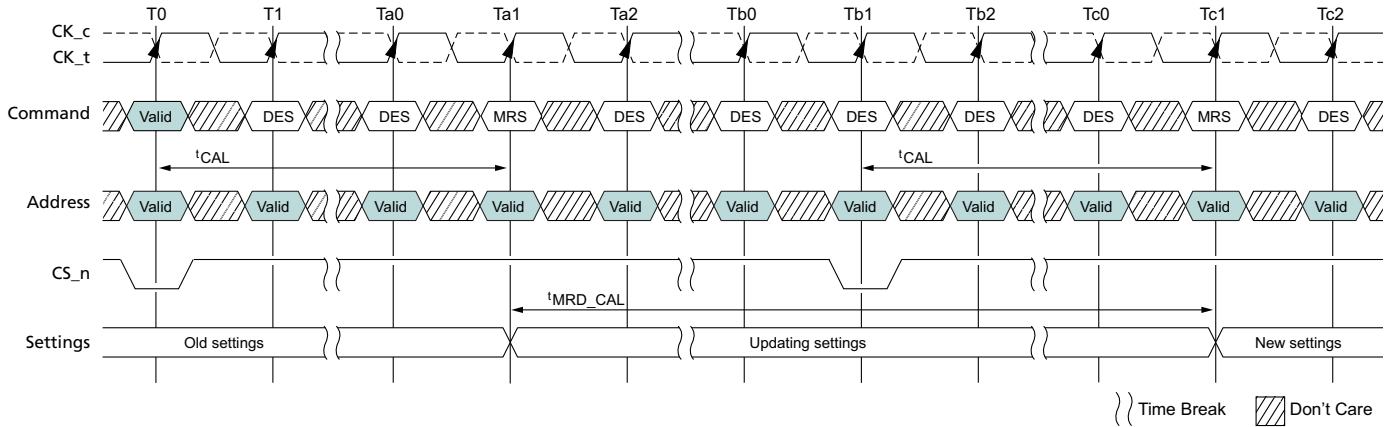 T0 T1 Ta0 Ta1 Ta2 Tb0 Tb1 Tb2 Tc0 Tc1 Tc2
CK_c
CK_t
Command Valid DES DES MRS DES DES DES DES DES MRS DES
tCAL tCAL
Address Valid Valid Valid Valid Valid Valid Valid Valid Valid Valid Valid
CS_n
tMRD_CAL
Settings Old settings Updating settings New settings
Time Break Don't Care